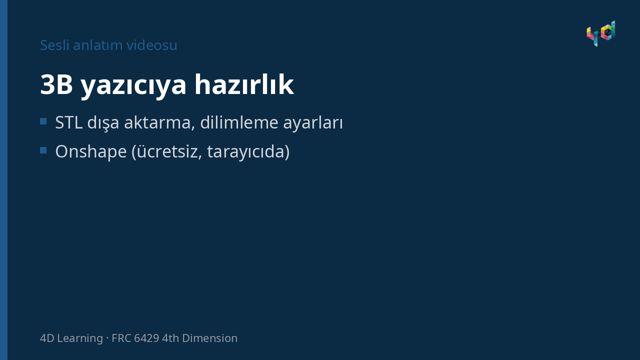 Sesli anlatım videosu
3B yazıcıya hazırlık
STL dışa aktarma, dilimleme ayarları
Onshape (ücretsiz, tarayıcıda)
4D Learning · FRC 6429 4th Dimension
4d